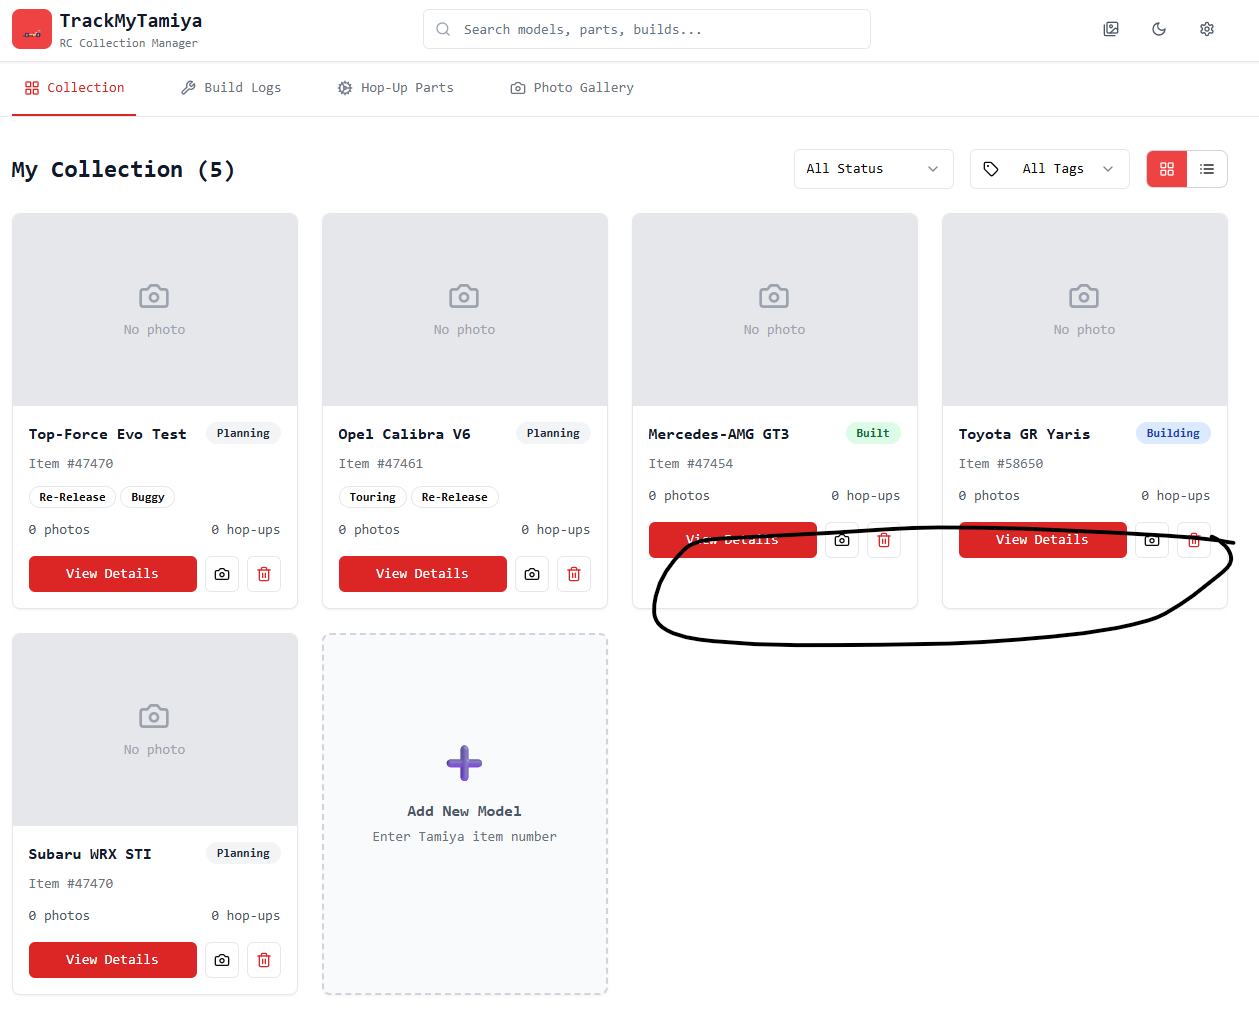 TrackMyTamiya
RC Collection Manager
Search models, parts, builds...
Collection
Build Logs
Hop-Up Parts
Photo Gallery
My Collection (5)
All Status
All Tags
No photo
Top-Force Evo Test
Planning
Item #47470
Re-Release
Buggy
0 photos
0 hop-ups
View Details
No photo
Opel Calibra V6
Planning
Item #47461
Touring
Re-Release
0 photos
0 hop-ups
View Details
No photo
Mercedes-AMG GT3
Built
Item #47454
0 photos
0 hop-ups
View Details
No photo
Toyota GR Yaris
Building
Item #58650
0 photos
0 hop-ups
View Details
No photo
Subaru WRX STI
Planning
Item #47470
0 photos
0 hop-ups
View Details
Add New Model
Enter Tamiya item number